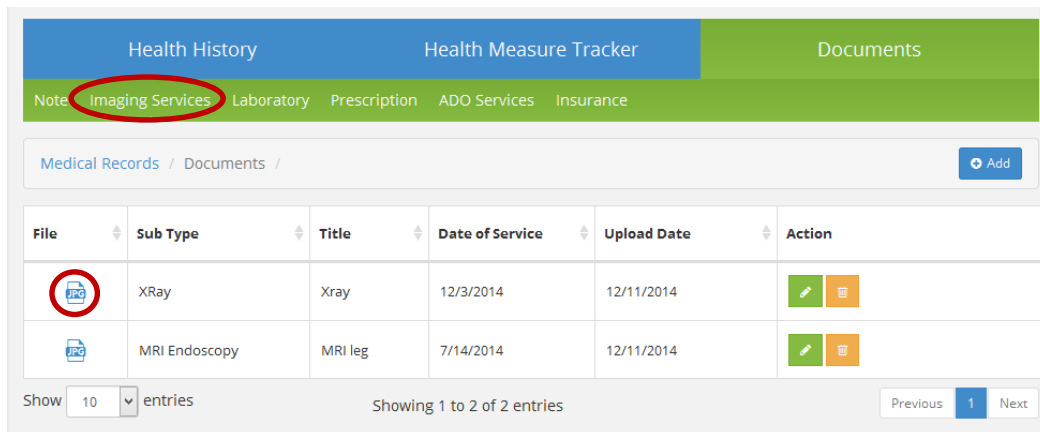 Health History Health Measure Tracker Documents
Note Imaging Services Laboratory Prescription ADO Services Insurance
Medical Records / Documents / Add
File Sub Type Title Date of Service Upload Date Action
JPG XRay Xray 12/3/2014 12/11/2014
JPG MRI Endoscopy MRI leg 7/14/2014 12/11/2014
Show 10 entries Showing 1 to 2 of 2 entries Previous 1 Next